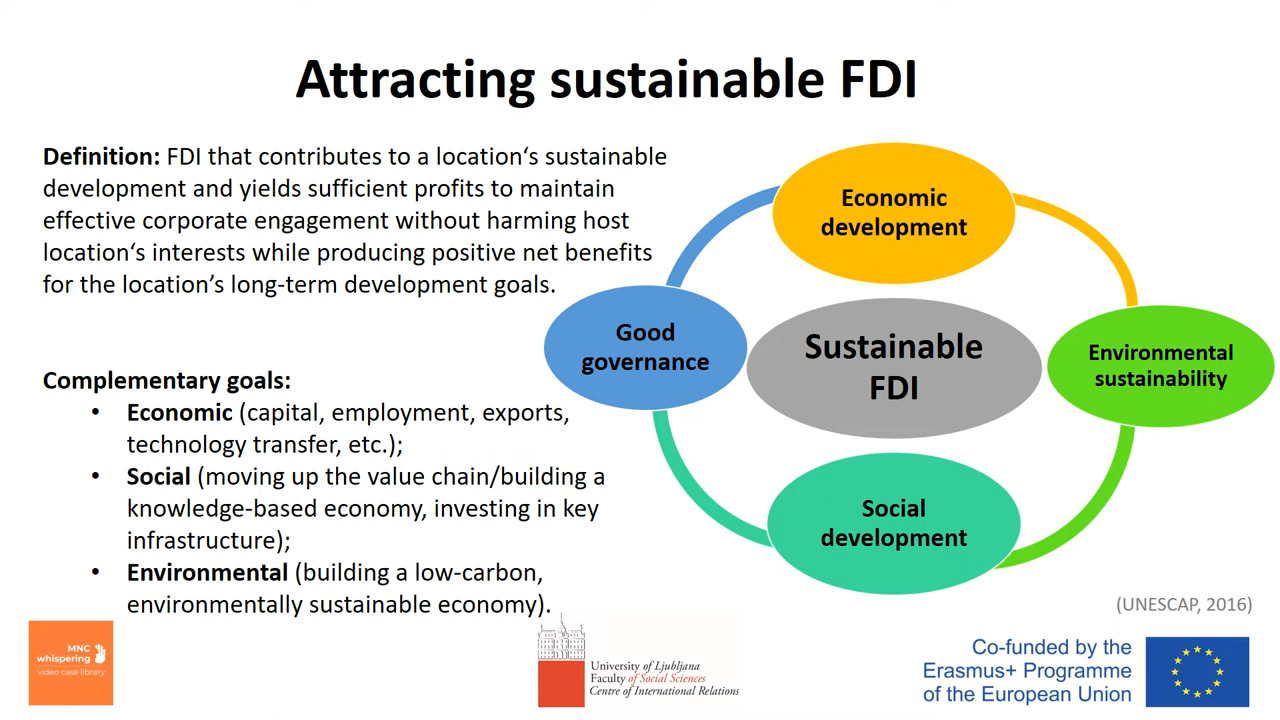 Attracting sustainable FDI
Definition: FDI that contributes to a location‘s sustainable
development and yields sufficient profits to maintain
effective corporate engagement without harming host
location‘s interests while producing positive net benefits
for the location’s long-term development goals.
Complementary goals:
• Economic (capital, employment, exports,
technology transfer, etc.);
• Social (moving up the value chain/building a
knowledge-based economy, investing in key
infrastructure);
• Environmental (building a low-carbon,
environmentally sustainable economy).
Economic
development
Good
governance
Sustainable
FDI
Environmental
sustainability
Social
development
(UNESCAP, 2016)
MNC
whispering
video case library
University of Ljubljana
Faculty of Social Sciences
Centre of International Relations
Co-funded by the
Erasmus+ Programme
of the European Union